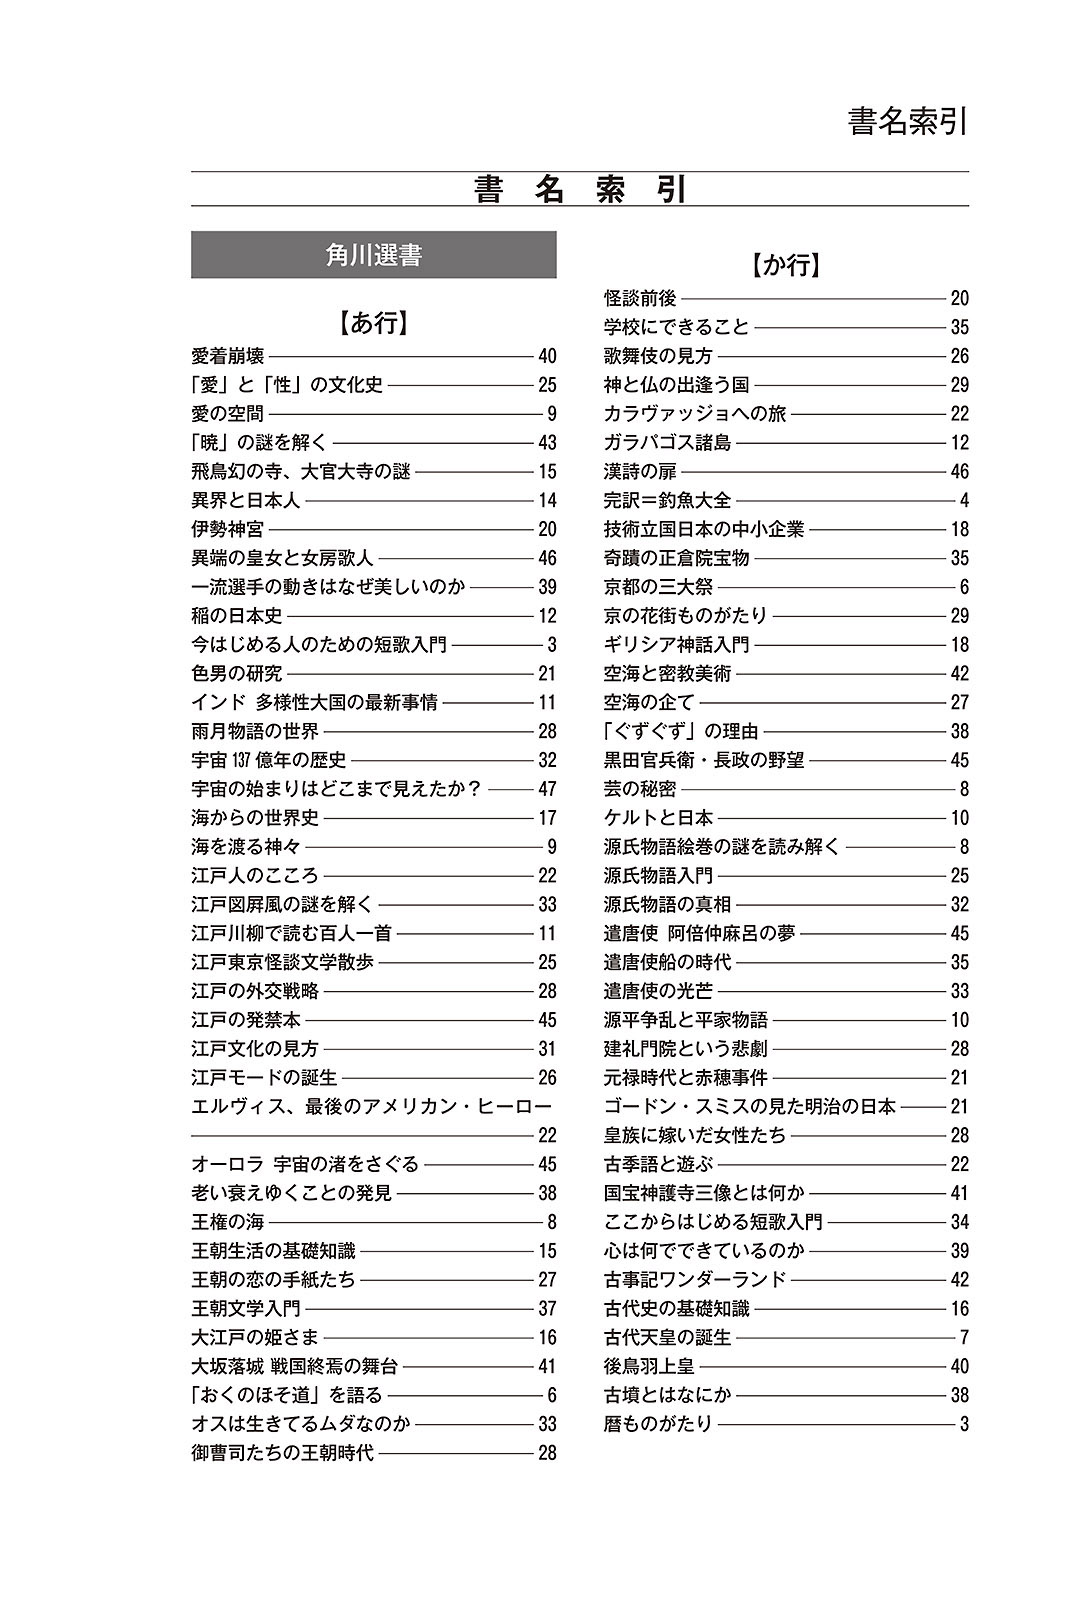 書名索引
書名索引
角川選書
【あ行】
愛着崩壊 40
「愛」と「性」の文化史 25
愛の空間 9
「暁」の謎を解く 43
飛鳥幻の寺、大官大寺の謎 15
異界と日本人 14
伊勢神宮 20
異端の皇女と女房歌人 46
一流選手の動きはなぜ美しいのか 39
稲の日本史 12
今はじめる人のための短歌入門 3
色男の研究 21
インド 多様性大国の最新事情 11
雨月物語の世界 28
宇宙137億年の歴史 32
宇宙の始まりはどこまで見えたか? 47
海からの世界史 17
海を渡る神々 9
江戸人のこころ 22
江戸図屏風の謎を解く 33
江戸川柳で読む百人一首 11
江戸東京怪談文学散歩 25
江戸の外交戦略 28
江戸の発禁本 45
江戸文化の見方 31
江戸モードの誕生 26
エルヴィス、最後のアメリカン・ヒーロー
22
オーロラ 宇宙の渚をさぐる 45
老い衰えゆくことの発見 38
王権の海 8
王朝生活の基礎知識 15
王朝の恋の手紙たち 27
王朝文学入門 37
大江戸の姫さま 16
大坂落城 戦国終焉の舞台 41
「おくのほそ道」を語る 6
オスは生きてるムダなのか 33
御曹司たちの王朝時代 28
【か行】
怪談前後 20
学校にできること 35
歌舞伎の見方 26
神と仏の出逢う国 29
カラヴァッジョへの旅 22
ガラパゴス諸島 12
漢詩の扉 46
完訳=釣魚大全 4
技術立国日本の中小企業 18
奇蹟の正倉院宝物 35
京都の三大祭 6
京の花街ものがたり 29
ギリシア神話入門 18
空海と密教美術 42
空海の企て 27
「ぐずぐず」の理由 38
黒田官兵衛・長政の野望 45
芸の秘密 8
ケルトと日本 10
源氏物語絵巻の謎を読み解く 8
源氏物語入門 25
源氏物語の真相 32
遣唐使 阿倍仲麻呂の夢 45
遣唐使船の時代 35
遣唐使の光芒 33
源平争乱と平家物語 10
建礼門院という悲劇 28
元禄時代と赤穂事件 21
ゴードン・スミスの見た明治の日本 21
皇族に嫁いだ女性たち 28
古季語と遊ぶ 22
国宝神護寺三像とは何か 41
ここからはじめる短歌入門 34
心は何でできているのか 39
古事記ワンダーランド 42
古代史の基礎知識 16
古代天皇の誕生 7
後鳥羽上皇 40
古墳とはなにか 38
暦ものがたり 3